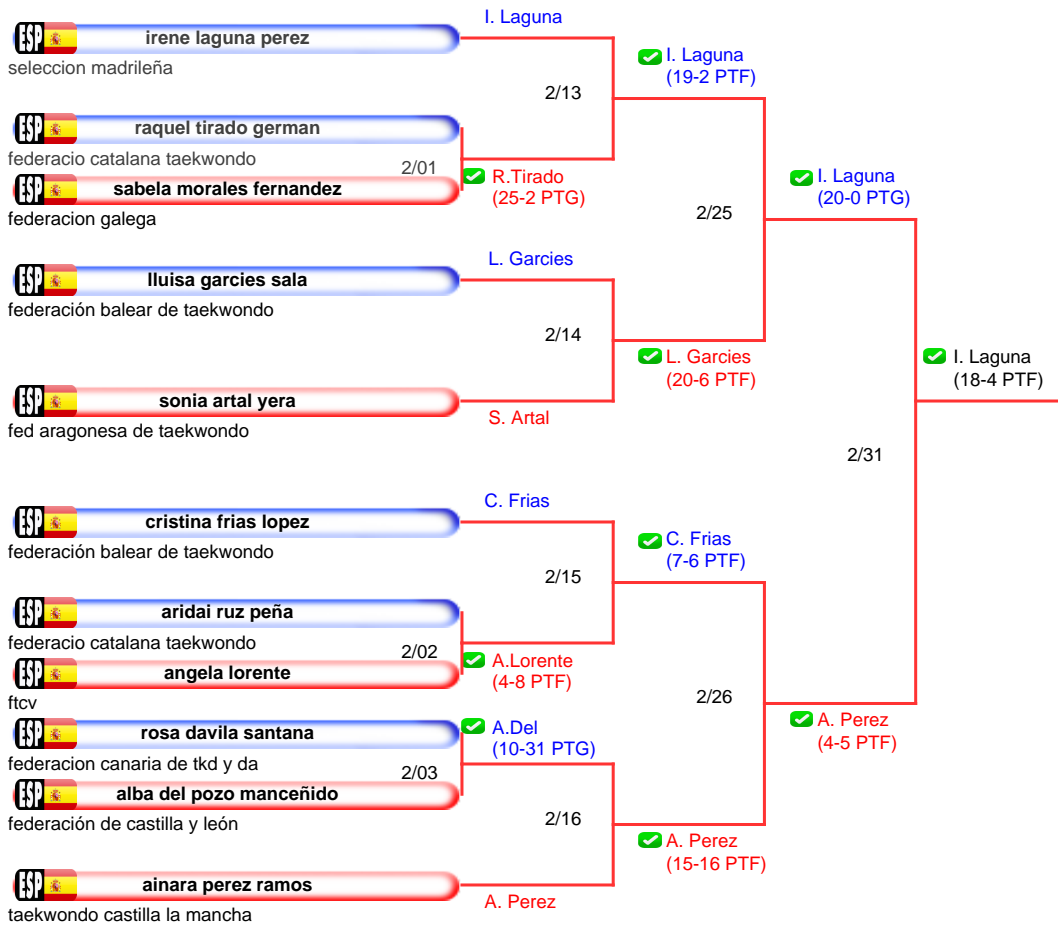 I. Laguna
ESP
irene laguna perez
seleccion madrileña
I. Laguna
(19-2 PTF)
2/13
ESP
raquel tirado german
federacio catalana taekwondo
2/01
R.Tirado
(25-2 PTG)
ESP
sabela morales fernandez
federacion galega
I. Laguna
(20-0 PTG)
2/25
L. Garcies
ESP
lluisa garcies sala
federación balear de taekwondo
2/14
L. Garcies
(20-6 PTF)
I. Laguna
(18-4 PTF)
ESP
sonia artal yera
S. Artal
fed aragonesa de taekwondo
2/31
C. Frias
ESP
cristina frias lopez
federación balear de taekwondo
C. Frias
(7-6 PTF)
2/15
ESP
aridai ruz peña
federacio catalana taekwondo
2/02
A.Lorente
(4-8 PTF)
ESP
angela lorente
ftcv
2/26
A. Perez
(4-5 PTF)
ESP
rosa davila santana
A.Del
(10-31 PTG)
federacion canaria de tkd y da
2/03
ESP
alba del pozo manceñido
federación de castilla y león
2/16
A. Perez
(15-16 PTF)
ESP
ainara perez ramos
A. Perez
taekwondo castilla la mancha